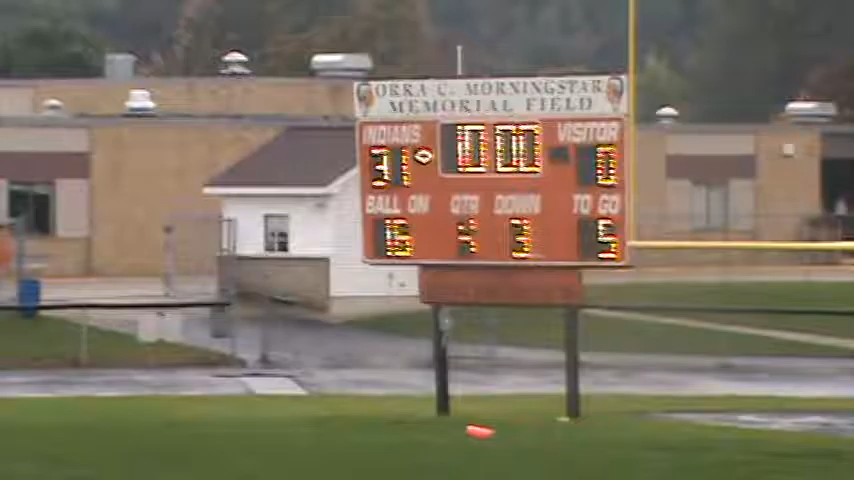 ORRA C. MORNINGSTAR
MEMORIAL FIELD
INDIANS 00:00 VISITOR
31 0
BALL ON QTR DOWN TO GO
16 4 3 5